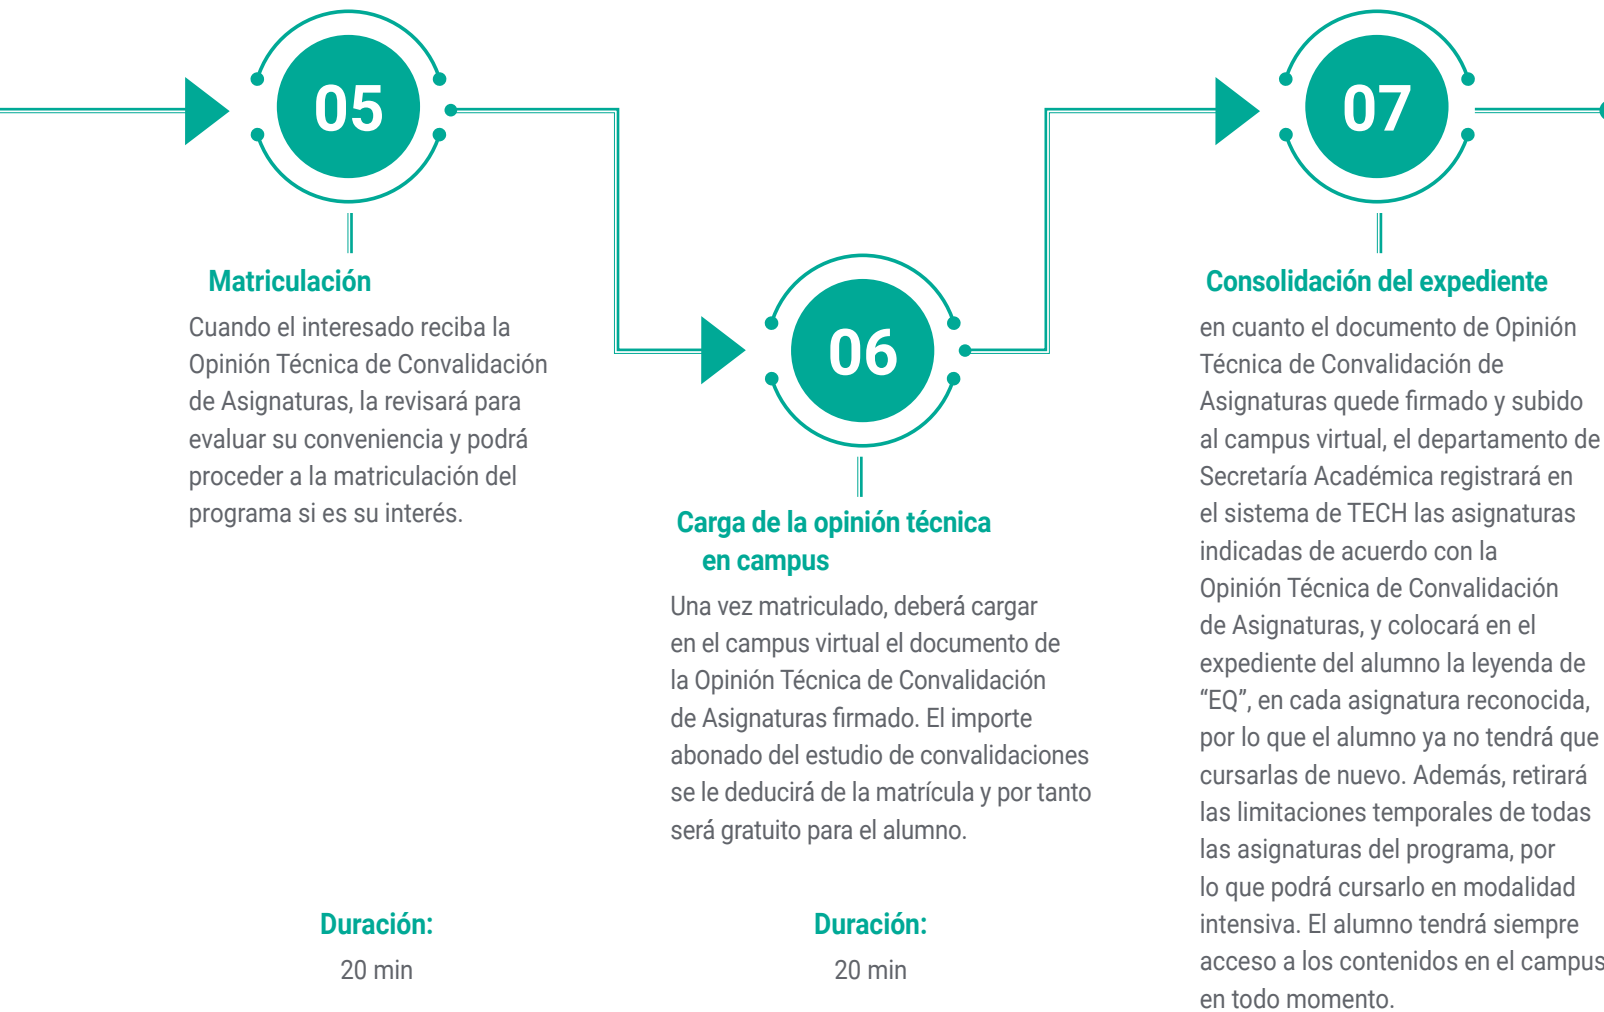 05
Matriculación
Cuando el interesado reciba la
Opinión Técnica de Convalidación
de Asignaturas, la revisará para
evaluar su conveniencia y podrá
proceder a la matriculación del
programa si es su interés.
Duración:
20 min
06
Carga de la opinión técnica
en campus
Una vez matriculado, deberá cargar
en el campus virtual el documento de
la Opinión Técnica de Convalidación
de Asignaturas firmado. El importe
abonado del estudio de convalidaciones
se le deducirá de la matrícula y por tanto
será gratuito para el alumno.
Duración:
20 min
07
Consolidación del expediente
en cuanto el documento de Opinión
Técnica de Convalidación de
Asignaturas quede firmado y subido
al campus virtual, el departamento de
Secretaría Académica registrará en
el sistema de TECH las asignaturas
indicadas de acuerdo con la
Opinión Técnica de Convalidación
de Asignaturas, y colocará en el
expediente del alumno la leyenda de
“EQ”, en cada asignatura reconocida,
por lo que el alumno ya no tendrá que
cursarlas de nuevo. Además, retirará
las limitaciones temporales de todas
las asignaturas del programa, por
lo que podrá cursarlo en modalidad
intensiva. El alumno tendrá siempre
acceso a los contenidos en el campus
en todo momento.